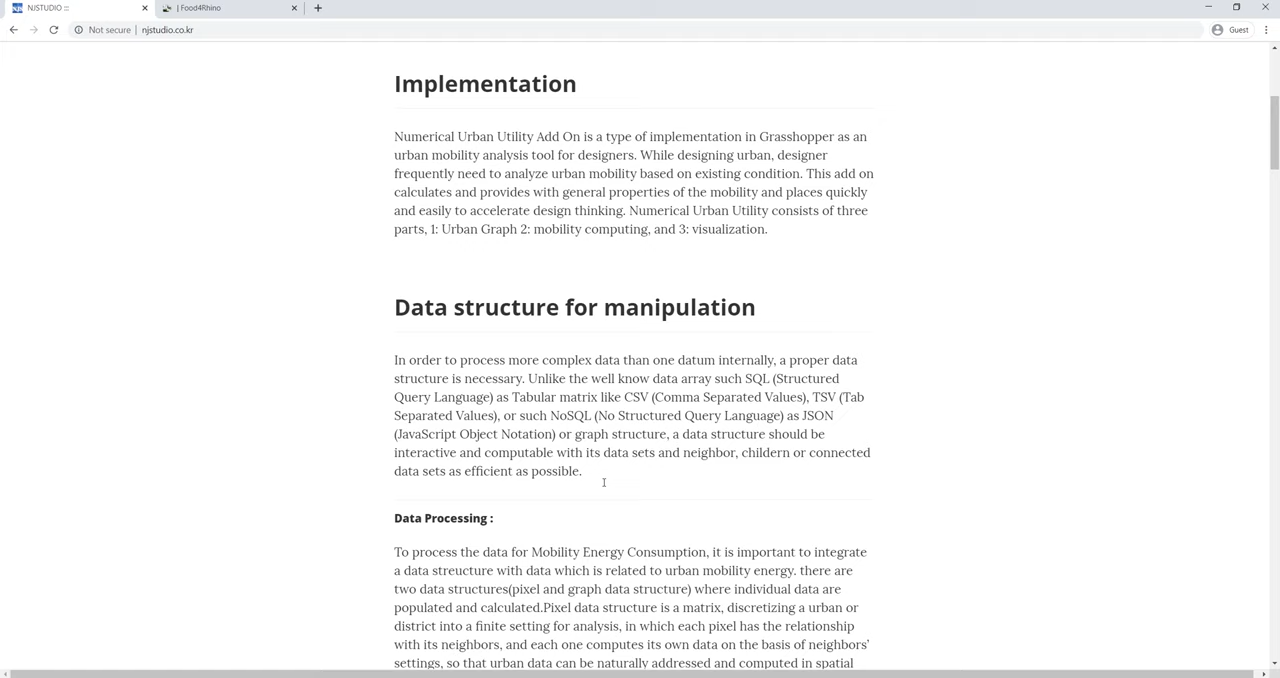 NJSTUDIO ::
| Food4Rhino
Not secure | njstudio.co.kr
Guest
Implementation
Numerical Urban Utility Add On is a type of implementation in Grasshopper as an
urban mobility analysis tool for designers. While designing urban, designer
frequently need to analyze urban mobility based on existing condition. This add on
calculates and provides with general properties of the mobility and places quickly
and easily to accelerate design thinking. Numerical Urban Utility consists of three
parts, 1: Urban Graph 2: mobility computing, and 3: visualization.
Data structure for manipulation
In order to process more complex data than one datum internally, a proper data
structure is necessary. Unlike the well know data array such SQL (Structured
Query Language) as Tabular matrix like CSV (Comma Separated Values), TSV (Tab
Separated Values), or such NoSQL (No Structured Query Language) as JSON
(JavaScript Object Notation) or graph structure, a data structure should be
interactive and computable with its data sets and neighbor, childern or connected
data sets as efficient as possible.
Data Processing :
To process the data for Mobility Energy Consumption, it is important to integrate
a data streucture with data which is related to urban mobility energy. there are
two data structures(pixel and graph data structure) where individual data are
populated and calculated.Pixel data structure is a matrix, discretizing a urban or
district into a finite setting for analysis, in which each pixel has the relationship
with its neighbors, and each one computes its own data on the basis of neighbors’
settings, so that urban data can be naturally addressed and computed in spatial